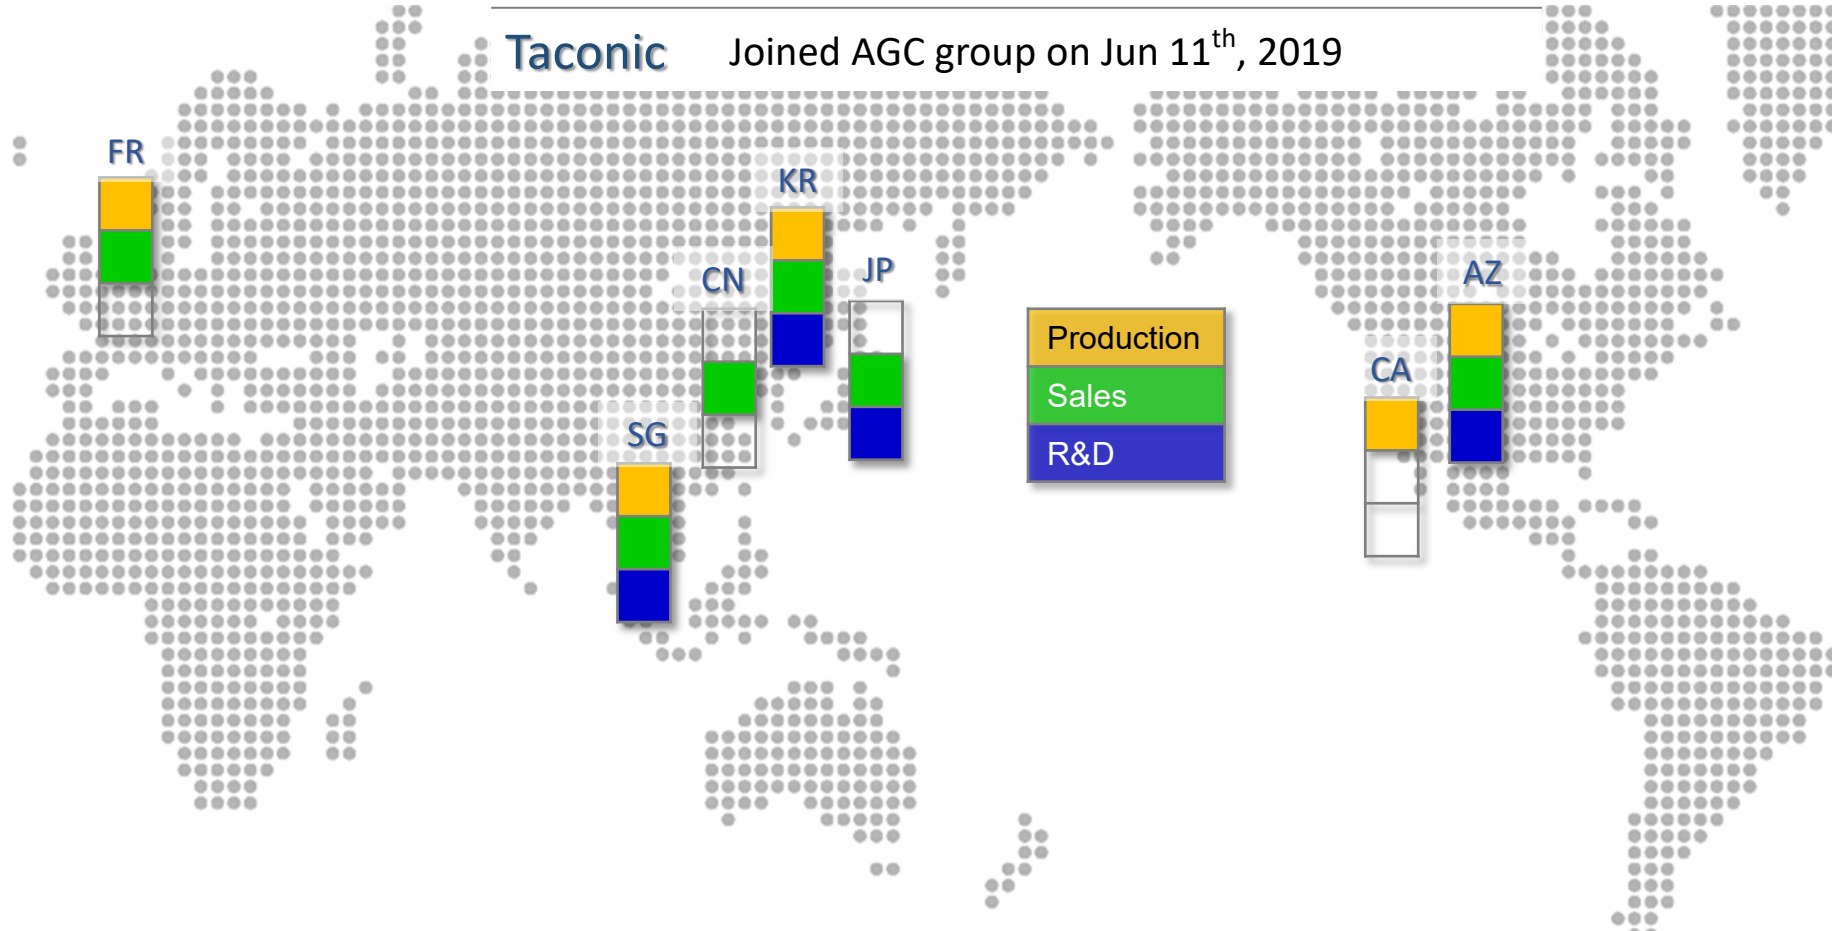 Taconic Joined AGC group on Jun 11th, 2019
FR
KR
CN
JP
AZ
CA
SG
Production
Sales
R&D